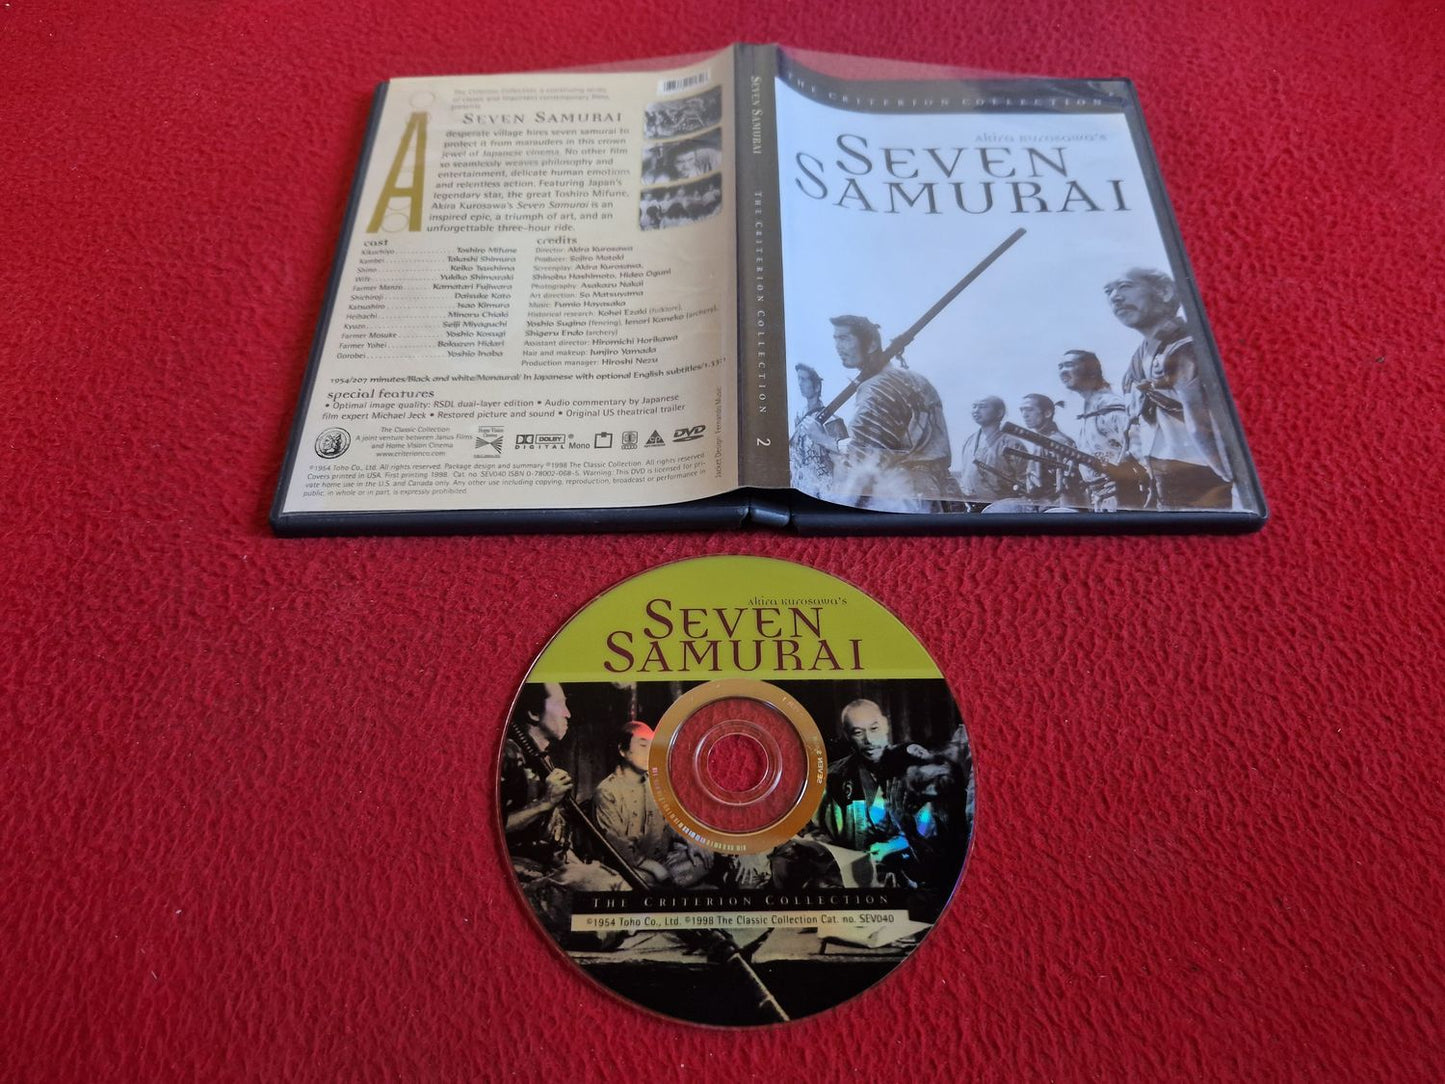 The Criterion Collection, a continuing series
of classic and important contemporary films,
presents
SEVEN SAMURAI
A desperate village hires seven samurai to
protect it from marauders in this crown
jewel of Japanese cinema. No other film
so seamlessly weaves philosophy and
entertainment, delicate human emotions
and relentless action. Featuring Japan's
legendary star, the great Toshiro Mifune,
Akira Kurosawa's Seven Samurai is an
inspired epic, a triumph of art, and an
unforgettable three-hour ride.
cast
Kikuchiyo Toshiro Mifune
Kambei Takashi Shimura
Shino Keiko Tsushima
Wife Yukiko Shimazaki
Farmer Manzo Kamatari Fujiwara
Shichiroji Daisuke Kato
Katsushiro Isao Kimura
Heihachi Minoru Chiaki
Kyuzo Seiji Miyaguchi
Farmer Mosuke Yoshio Kosugi
Farmer Yohei Bokuzen Hidari
Gorobei Yoshio Inaba
credits
Director: Akira Kurosawa
Producer: Sojiro Motoki
Screenplay: Akira Kurosawa,
Shinobu Hashimoto, Hideo Oguni
Photography: Asakazu Nakai
Art direction: So Matsuyama
Music: Fumio Hayasaka
Historical research: Kohei Ezaki (folklore),
Yoshio Sugino (fencing), Ienori Kaneko (archery),
Shigeru Endo (archery)
Assistant director: Hiromichi Horikawa
Hair and makeup: Junjiro Yamada
Production manager: Hiroshi Nezu
1954/207 minutes/Black and white/Monaural/In Japanese with optional English subtitles/1.33:1
special features
• Optimal image quality: RSDL dual-layer edition • Audio commentary by Japanese
film expert Michael Jeck • Restored picture and sound • Original US theatrical trailer
The Classic Collection
A joint venture between Janus Films
and Home Vision Cinema
www.criterionco.com
Home Vision
Cinema
DOLBY
DIGITAL Mono
DVD
©1954 Toho Co., Ltd. All rights reserved. Package design and summary ©1998 The Classic Collection. All rights reserved.
Covers printed in USA. First printing 1998. Cat. no. SEV040 ISBN 0-78002-068-5. Warning: This DVD is licensed for pri-
vate home use in the U.S. and Canada only. Any other use including copying, reproduction, broadcast or performance in
public, in whole or in part, is expressly prohibited.
Jacket Design: Fernando Music
SEVEN SAMURAI
THE CRITERION COLLECTION
2
THE CRITERION COLLECTION
Akira Kurosawa's
SEVEN
SAMURAI
Akira Kurosawa's
SEVEN
SAMURAI
THE CRITERION COLLECTION
©1954 Toho Co., Ltd. ©1998 The Classic Collection Cat. no. SEV040